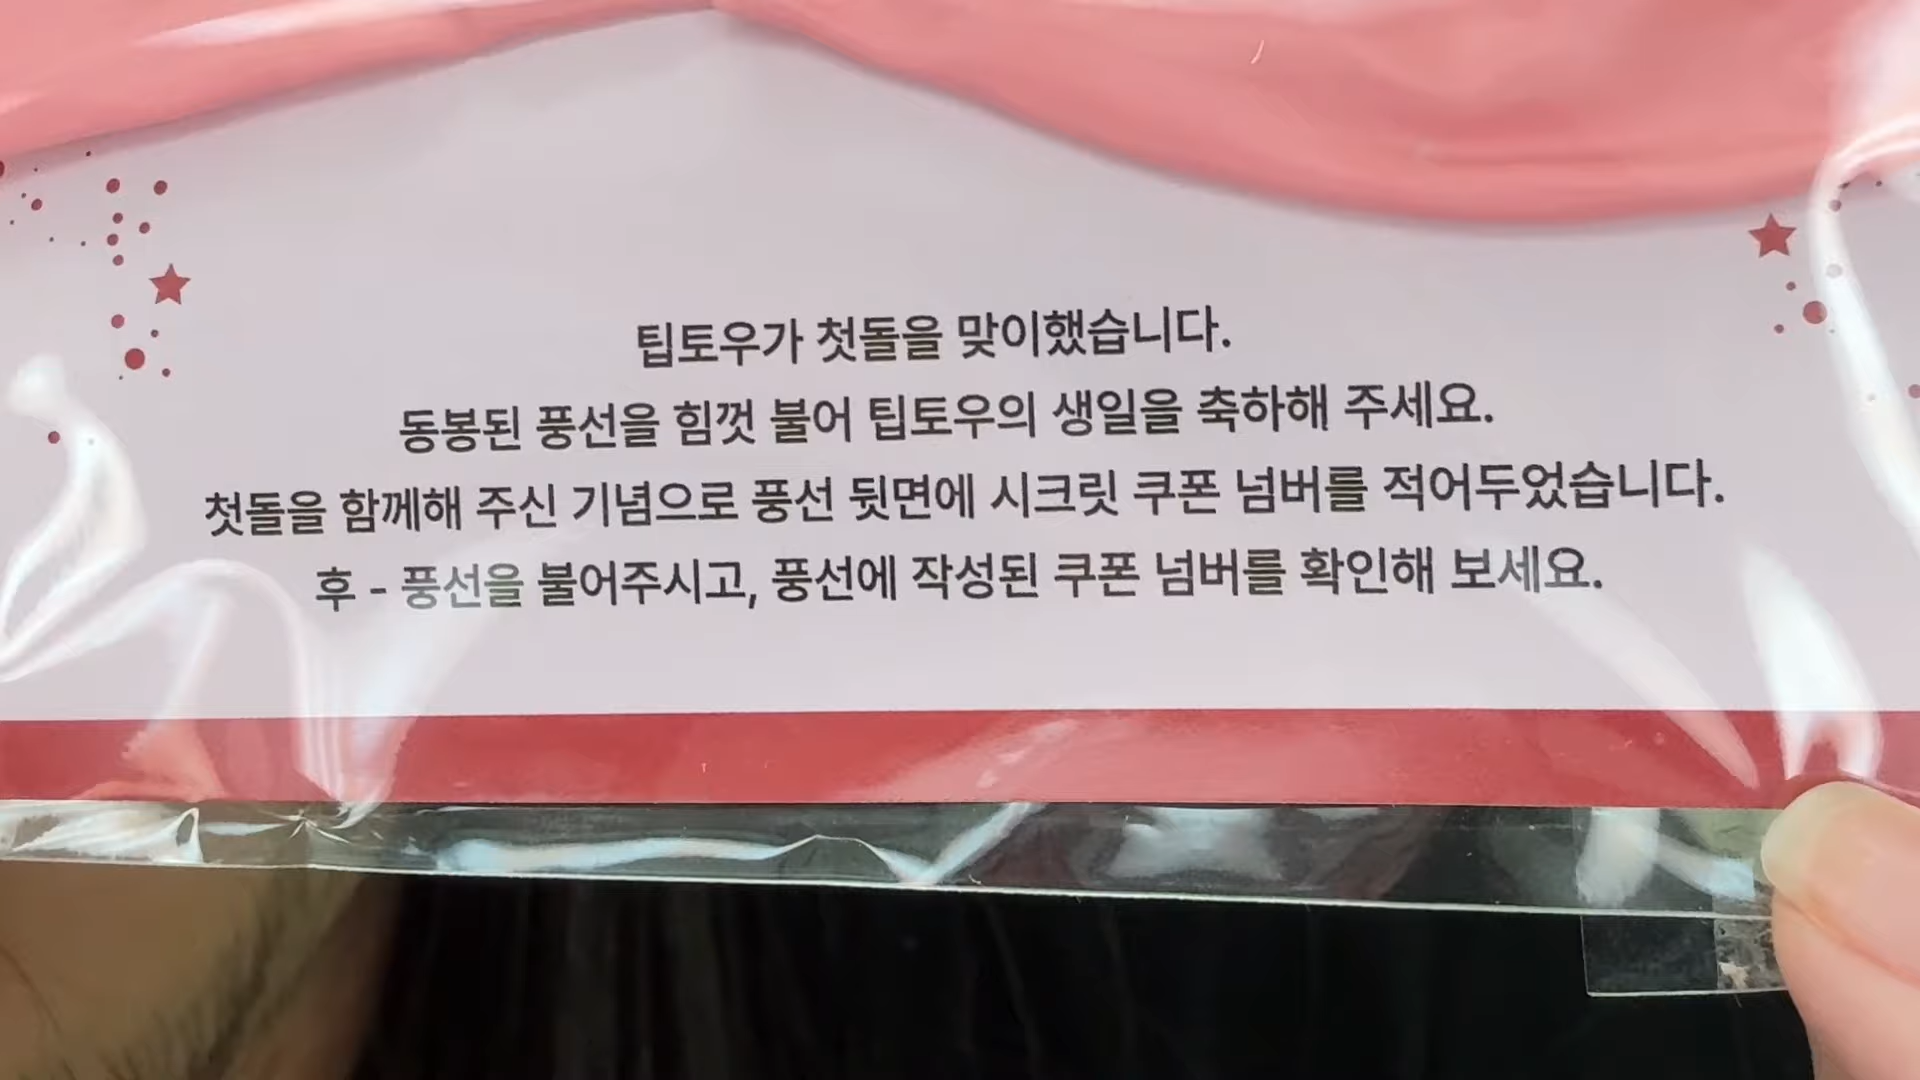 팁토우가 첫돌을 맞이했습니다.
동봉된 풍선을 힘껏 불어 팁토우의 생일을 축하해 주세요.
첫돌을 함께해 주신 기념으로 풍선 뒷면에 시크릿 쿠폰 넘버를 적어두었습니다.
후 - 풍선을 불어주시고, 풍선에 작성된 쿠폰 넘버를 확인해 보세요.